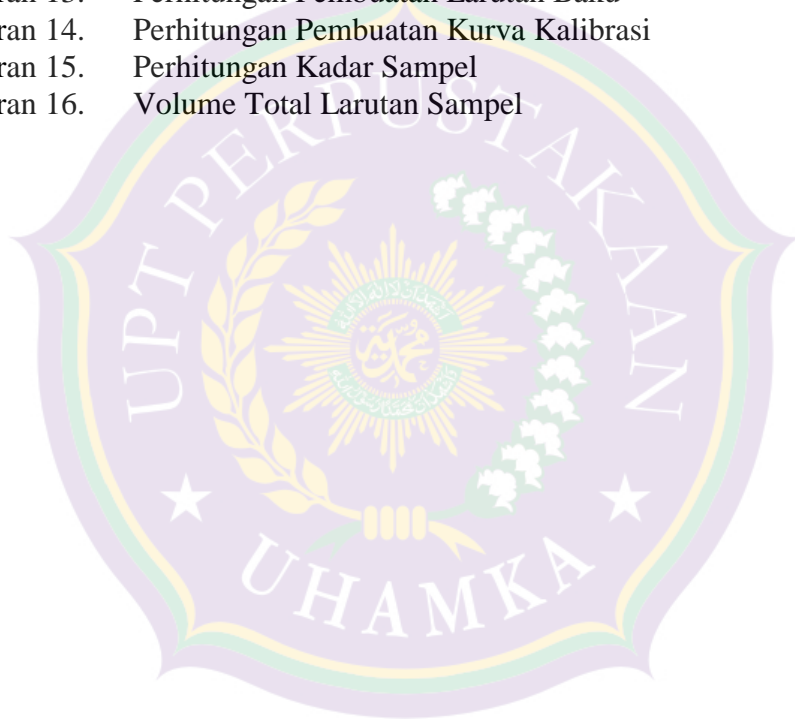 ran 14. Perhitungan Pembuatan Kurva Kalibrasi
ran 15. Perhitungan Kadar Sampel
ran 16. Volume Total Larutan Sampel
UPT PERPUSTAKAAN
UHAMKA